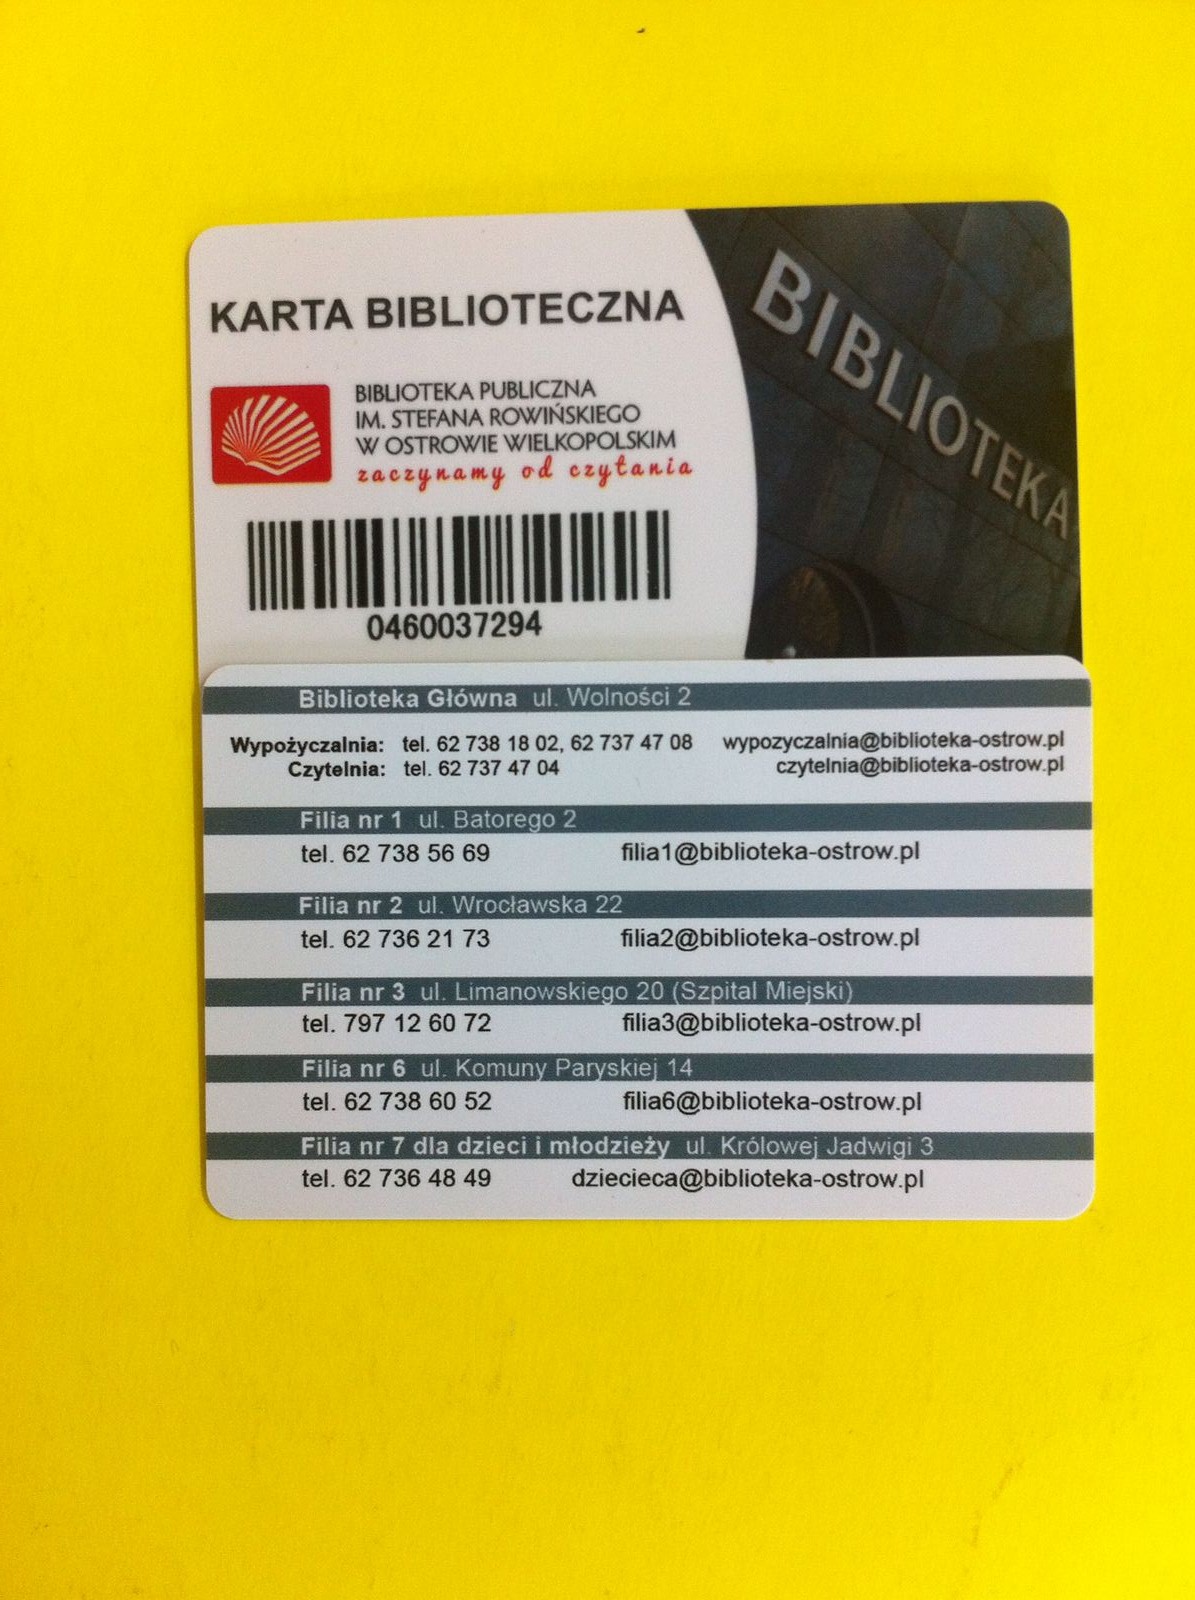 KARTA BIBLIOTECZNA
BIBLIOTEKA PUBLICZNA
IM. STEFANA ROWIŃSKIEGO
W OSTROWIE WIELKOPOLSKIM
zaczynamy od czytania
0460037294
BIBLIOTEKA
Biblioteka Główna ul. Wolności 2
Wypożyczalnia: tel. 62 738 18 02, 62 737 47 08 wypozyczalnia@biblioteka-ostrow.pl
Czytelnia: tel. 62 737 47 04 czytelnia@biblioteka-ostrow.pl
Filia nr 1 ul. Batorego 2
tel. 62 738 56 69 filia1@biblioteka-ostrow.pl
Filia nr 2 ul. Wrocławska 22
tel. 62 736 21 73 filia2@biblioteka-ostrow.pl
Filia nr 3 ul. Limanowskiego 20 (Szpital Miejski)
tel. 797 12 60 72 filia3@biblioteka-ostrow.pl
Filia nr 6 ul. Komuny Paryskiej 14
tel. 62 738 60 52 filia6@biblioteka-ostrow.pl
Filia nr 7 dla dzieci i młodzieży ul. Królowej Jadwigi 3
tel. 62 736 48 49 dziecieca@biblioteka-ostrow.pl